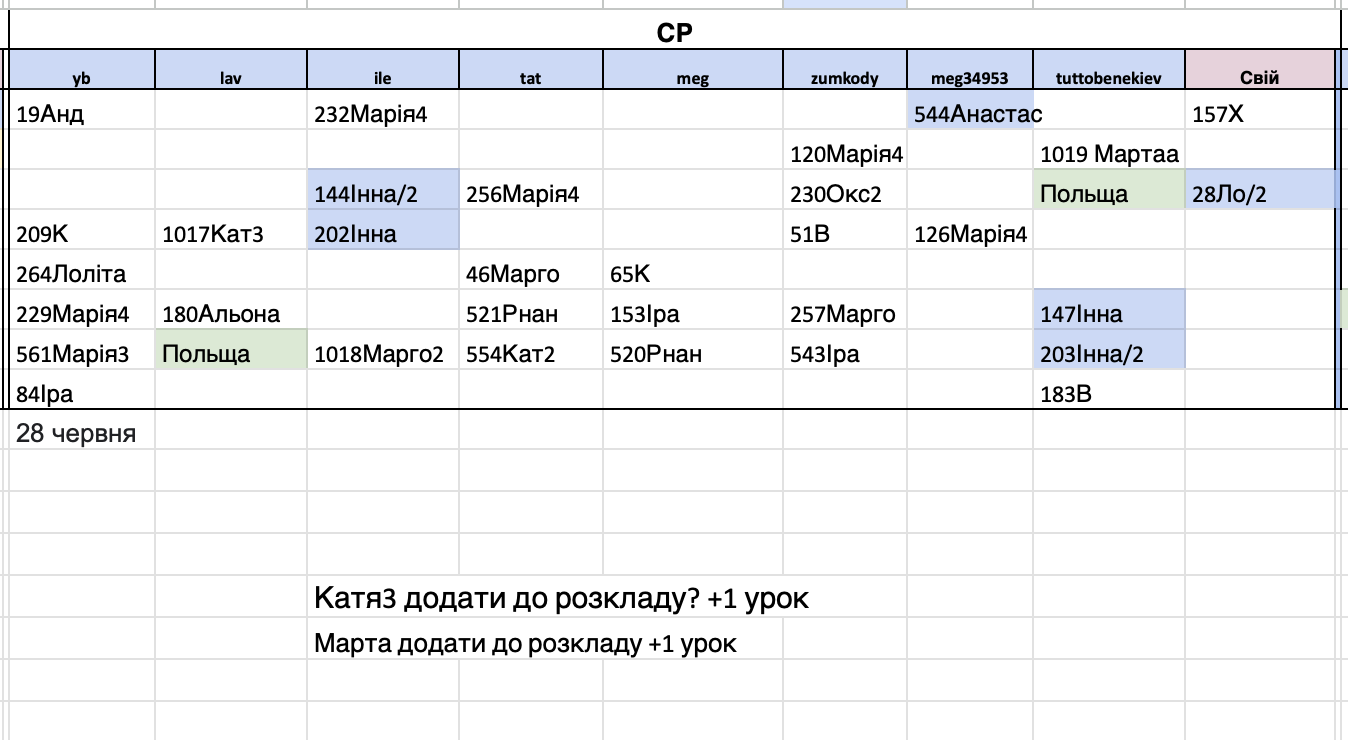 СР
yb lav ile tat meg zumkody meg34953 tuttobenekiev Свій
19Анд 232Марія4 544Анастас 157Х
120Марія4 1019 Мартаа
144Інна/2 256Марія4 230Окс2 Польща 28Ло/2
209К 1017Кат3 202Інна 51В 126Марія4
264Лоліта 46Марго 65К
229Марія4 180Альона 521Рнан 153Іра 257Марго 147Інна
561Марія3 Польща 1018Марго2 554Кат2 520Рнан 543Іра 203Інна/2
84Іра 183В
28 червня
Катя3 додати до розкладу? +1 урок
Марта додати до розкладу +1 урок